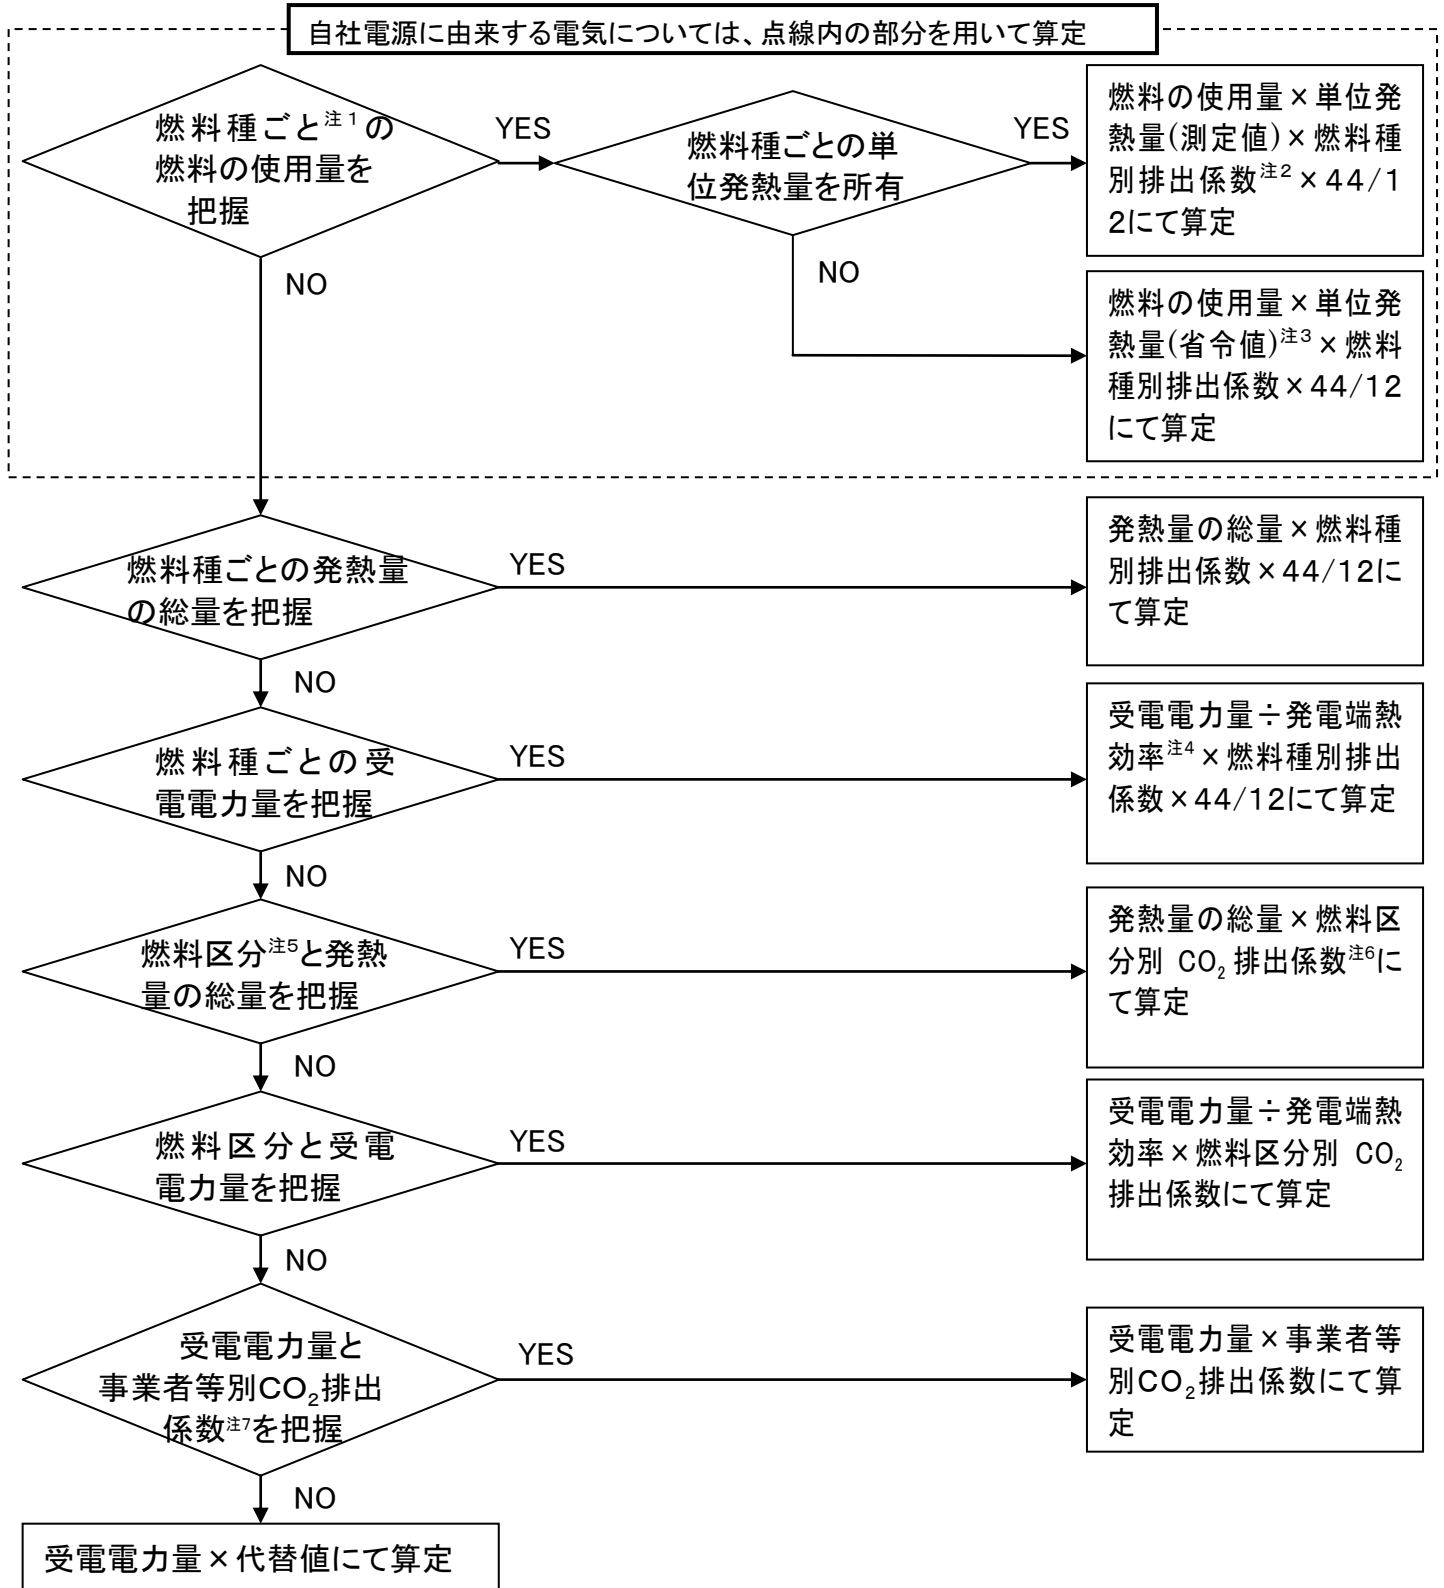 自社電源に由来する電気については、点線内の部分を用いて算定
燃料種ごと注1の
燃料の使用量を
把握
YES
燃料種ごとの単
位発熱量を所有
YES
燃料の使用量×単位発
熱量(測定値)×燃料種
別排出係数注2×44/1
2にて算定
NO
NO
燃料の使用量×単位発
熱量(省令値)注3×燃料
種別排出係数×44/12
にて算定
燃料種ごとの発熱量
の総量を把握
YES
発熱量の総量×燃料種
別排出係数×44/12に
て算定
NO
燃料種ごとの受
電電力量を把握
YES
受電電力量÷発電端熱
効率注4×燃料種別排出
係数×44/12にて算定
NO
燃料区分注5と発熱
量の総量を把握
YES
発熱量の総量×燃料区
分別 CO₂排出係数注6に
て算定
NO
燃料区分と受電
電力量を把握
YES
受電電力量÷発電端熱
効率×燃料区分別 CO₂
排出係数にて算定
NO
受電電力量と
事業者等別CO₂排出
係数注7を把握
YES
受電電力量×事業者等
別CO₂排出係数にて算
定
NO
受電電力量×代替値にて算定